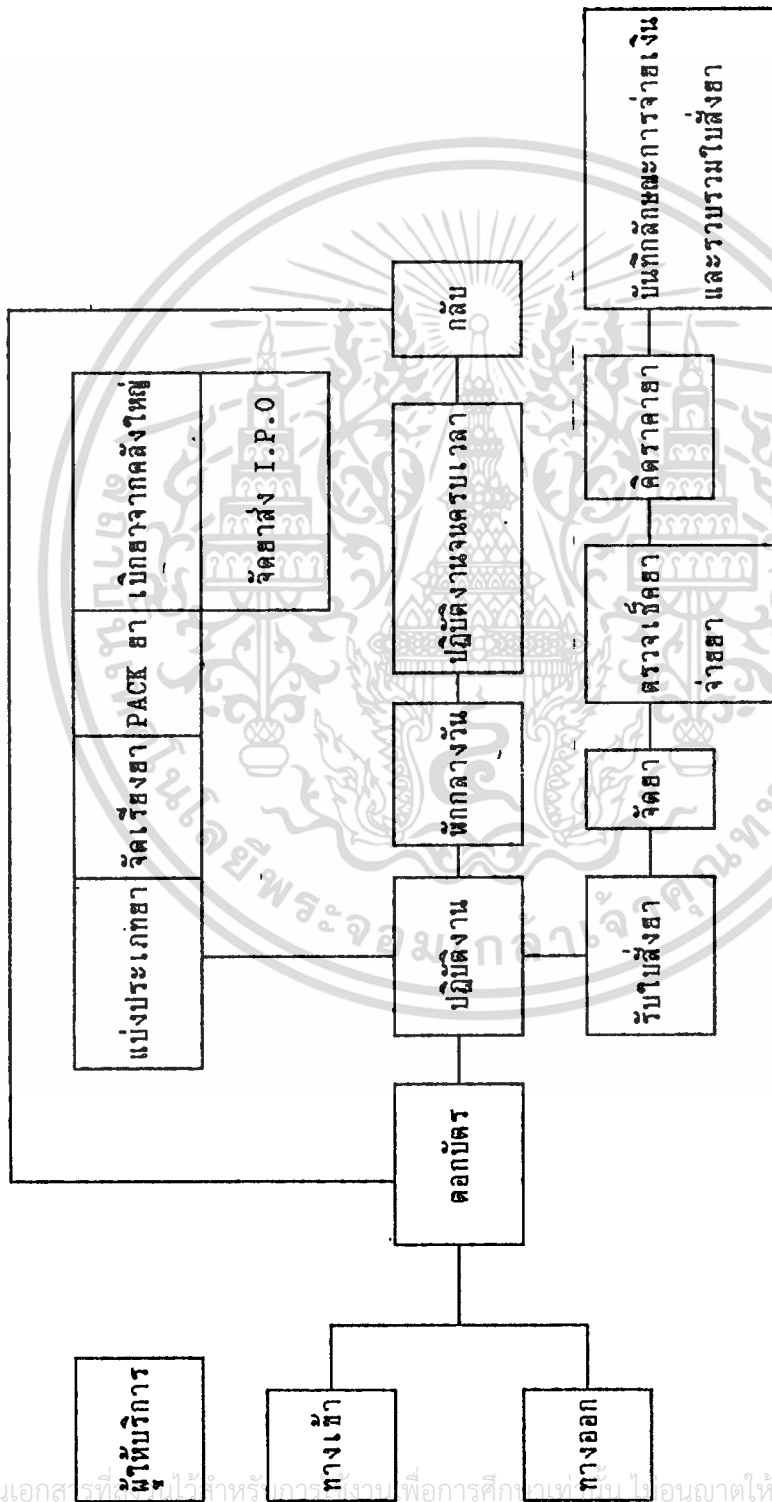 ผู้ให้บริการ
ทางเข้า
ทางออก
ตอกบัตร
แบ่งประเภทยา
จัดเรียงยา
PACK ยา
เบิกยาจากคลังใหญ่
จัดยาส่ง I.P.O
ปฏิบัติงาน
พักกลางวัน
ปฏิบัติงานจนครบเวลา
กลับ
รับใบสั่งยา
จัดยา
ตรวจเช็คยา
จ่ายยา
คิดราคายา
บันทึกลักษณะการจ่ายเงิน
และรวบรวมใบสั่งยา